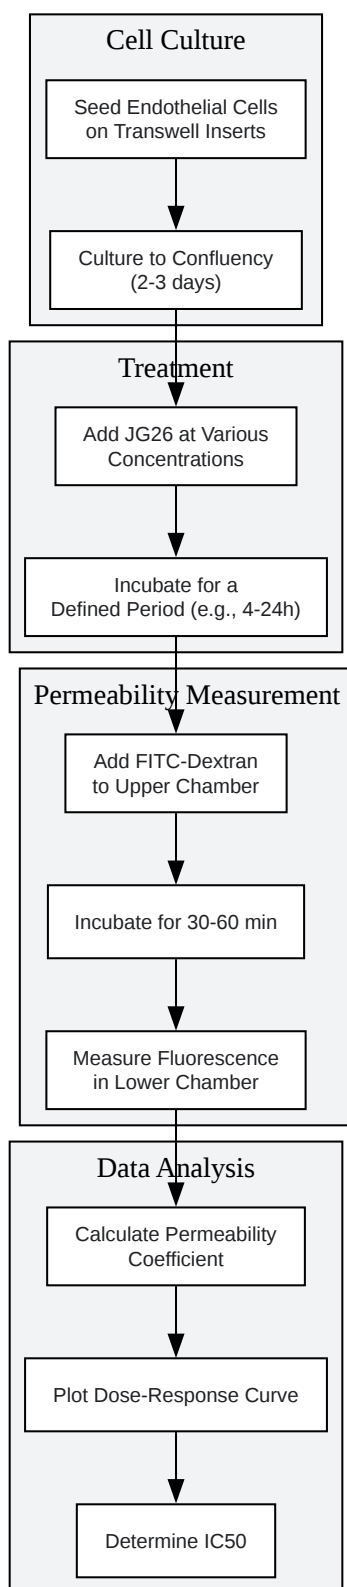 Cell Culture
Seed Endothelial Cells
on Transwell Inserts
Culture to Confluency
(2-3 days)
Treatment
Add JG26 at Various
Concentrations
Incubate for a
Defined Period (e.g., 4-24h)
Permeability Measurement
Add FITC-Dextran
to Upper Chamber
Incubate for 30-60 min
Measure Fluorescence
in Lower Chamber
Data Analysis
Calculate Permeability
Coefficient
Plot Dose-Response Curve
Determine IC50